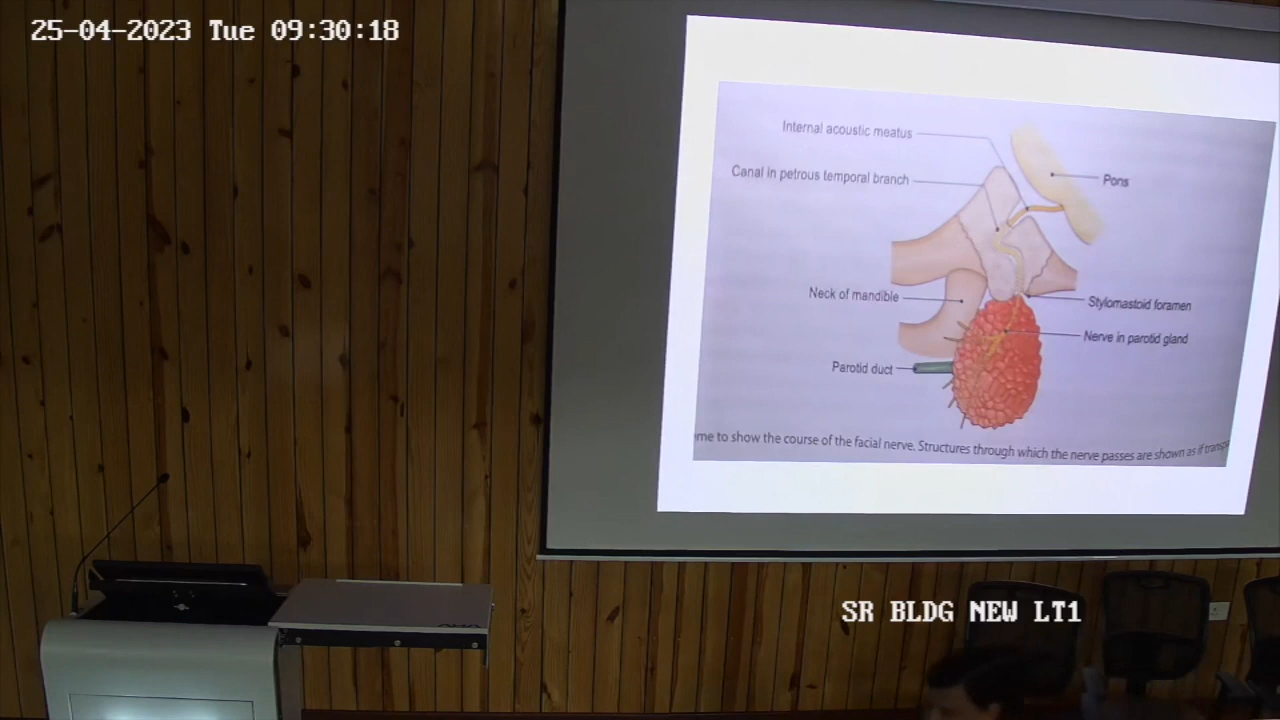 25-04-2023 Tue 09:30:18
Internal acoustic meatus
Canal in petrous temporal branch
Pons
Neck of mandible
Stylomastoid foramen
Nerve in parotid gland
Parotid duct
me to show the course of the facial nerve. Structures through which the nerve passes are shown as if transp
SR BLDG NEW LT1